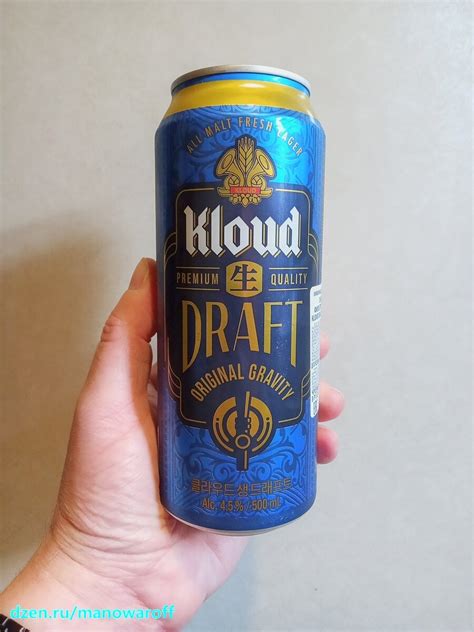 ALL MALT FRESH LAGER
KLOUD
Kloud
PREMIUM 生 QUALITY
DRAFT
ORIGINAL GRAVITY
클라우드 생 드래프트
Alc. 4.5% / 500 ml
dzen.ru/manowaroff